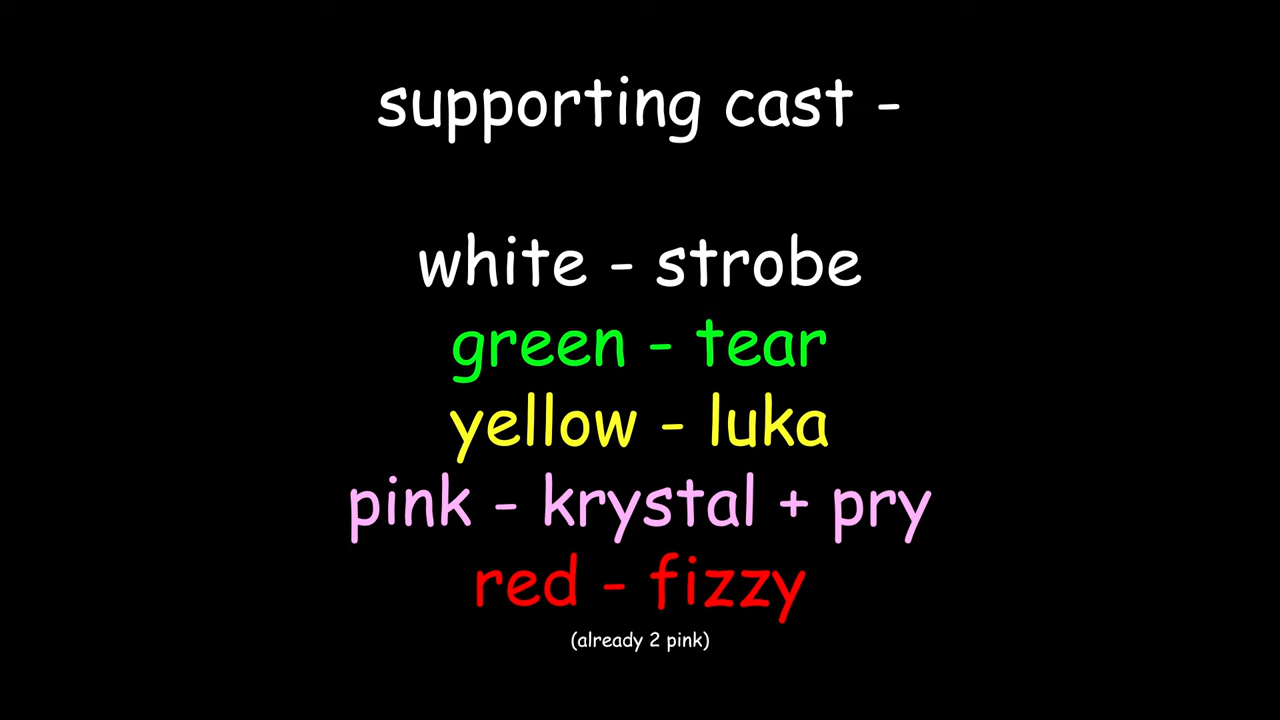 supporting cast -
white - strobe
green - tear
yellow - luka
pink - krystal + pry
red - fizzy
(already 2 pink)